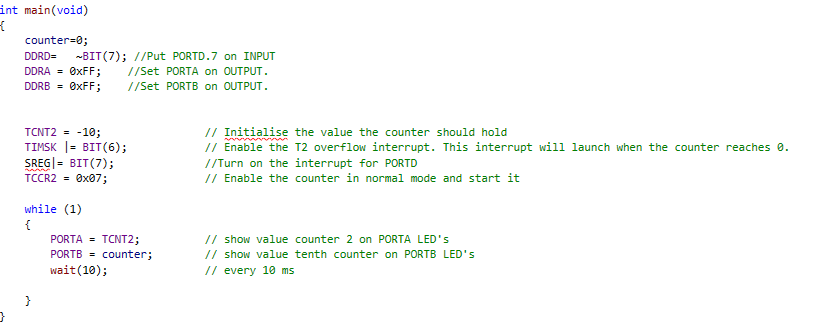 int main(void)
{
counter=0;
DDRD= ~BIT(7); //Put PORTD.7 on INPUT
DDRA = 0xFF; //Set PORTA on OUTPUT.
DDRB = 0xFF; //Set PORTB on OUTPUT.
TCNT2 = -10; // Initialise the value the counter should hold
TIMSK |= BIT(6); // Enable the T2 overflow interrupt. This interrupt will launch when the counter reaches 0.
SREG|= BIT(7); //Turn on the interrupt for PORTD
TCCR2 = 0x07; // Enable the counter in normal mode and start it
while (1)
{
PORTA = TCNT2; // show value counter 2 on PORTA LED's
PORTB = counter; // show value tenth counter on PORTB LED's
wait(10); // every 10 ms
}
}